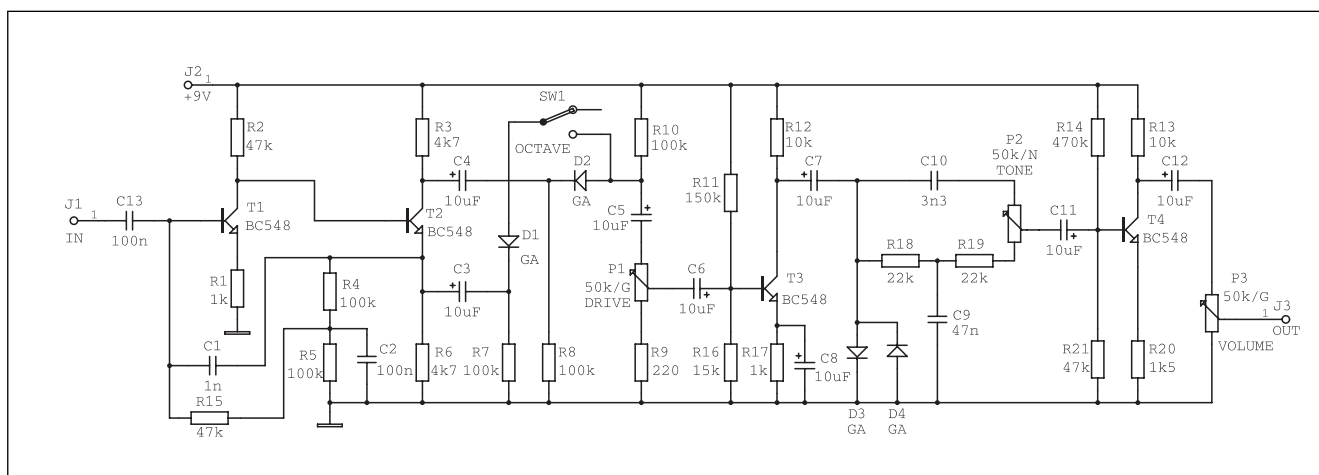 J2 1
+9V
R2
47k
R3
4k7
C4
+
10uF
SW1
OCTAVE
D2
GA
R10
100k
C5
+
10uF
R11
150k
R12
10k
C7
+
10uF
C10
3n3
P2
50k/N
TONE
R14
470k
R13
10k
C12
+
10uF
J1 1
IN
C13
100n
T1
BC548
T2
BC548
D1
GA
R1
1k
R4
100k
C3
+
10uF
P1
50k/G
DRIVE
C6
+
10uF
T3
BC548
R18
22k
R19
22k
C11
+
10uF
T4
BC548
P3
50k/G
VOLUME
J3
1
OUT
C1
1n
R5
100k
C2
100n
R6
4k7
R7
100k
R8
100k
R9
220
R16
15k
R17
1k
C8
+
10uF
C9
47n
R21
47k
R20
1k5
R15
47k
D3
GA
D4
GA